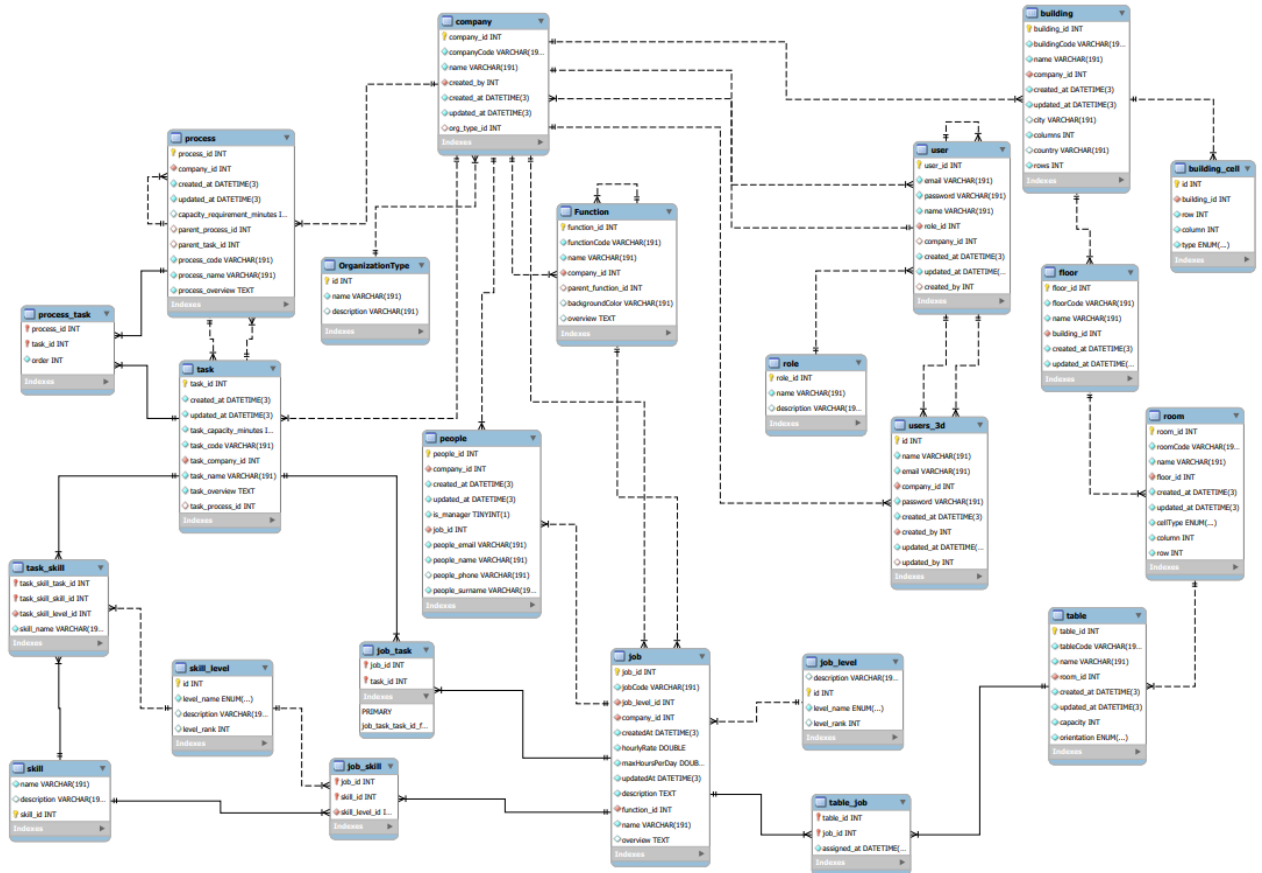 company
company_id INT
companyCode VARCHAR(19...
name VARCHAR(191)
created_by INT
created_at DATETIME(3)
updated_at DATETIME(3)
org_type_id INT
Indexes
building
building_id INT
buildingCode VARCHAR(19...
name VARCHAR(191)
company_id INT
created_at DATETIME(3)
updated_at DATETIME(3)
city VARCHAR(191)
columns INT
country VARCHAR(191)
rows INT
Indexes
process
process_id INT
company_id INT
created_at DATETIME(3)
updated_at DATETIME(3)
capacity_requirement_minutes I...
parent_process_id INT
parent_task_id INT
process_code VARCHAR(191)
process_name VARCHAR(191)
process_overview TEXT
Indexes
user
user_id INT
email VARCHAR(191)
password VARCHAR(191)
name VARCHAR(191)
role_id INT
company_id INT
created_at DATETIME(3)
updated_at DATETIME(...
created_by INT
Indexes
building_cell
id INT
building_id INT
row INT
column INT
type ENUM(...)
Indexes
Function
function_id INT
functionCode VARCHAR(191)
name VARCHAR(191)
company_id INT
parent_function_id INT
backgroundColor VARCHAR(191)
overview TEXT
Indexes
OrganizationType
id INT
name VARCHAR(191)
description VARCHAR(191)
Indexes
floor
floor_id INT
floorCode VARCHAR(191)
name VARCHAR(191)
building_id INT
created_at DATETIME(3)
updated_at DATETIME(...
Indexes
process_task
process_id INT
task_id INT
order INT
Indexes
task
task_id INT
created_at DATETIME(3)
updated_at DATETIME(3)
task_capacity_minutes I...
task_code VARCHAR(191)
task_company_id INT
task_name VARCHAR(191)
task_overview TEXT
task_process_id INT
Indexes
role
role_id INT
name VARCHAR(191)
description VARCHAR(19...
Indexes
room
room_id INT
roomCode VARCHAR(19...
name VARCHAR(191)
floor_id INT
created_at DATETIME(3)
updated_at DATETIME(3)
cellType ENUM(...)
column INT
row INT
Indexes
people
people_id INT
company_id INT
created_at DATETIME(3)
updated_at DATETIME(3)
is_manager TINYINT(1)
job_id INT
people_email VARCHAR(191)
people_name VARCHAR(191)
people_phone VARCHAR(191)
people_surname VARCHAR(19...
Indexes
users_3d
id INT
name VARCHAR(191)
email VARCHAR(191)
company_id INT
password VARCHAR(191)
created_at DATETIME(3)
created_by INT
updated_at DATETIME(...
updated_by INT
Indexes
task_skill
task_skill_task_id INT
task_skill_skill_id INT
task_skill_level_id INT
skill_name VARCHAR(19...
Indexes
table
table_id INT
tableCode VARCHAR(19...
name VARCHAR(191)
room_id INT
created_at DATETIME(3)
updated_at DATETIME(3)
capacity INT
orientation ENUM(...)
Indexes
job_task
job_id INT
task_id INT
Indexes
PRIMARY
job_task_task_id_f...
skill_level
id INT
level_name ENUM(...)
description VARCHAR(19...
level_rank INT
Indexes
job
job_id INT
jobCode VARCHAR(191)
job_level_id INT
company_id INT
createdAt DATETIME(3)
hourlyRate DOUBLE
maxHoursPerDay DOUB...
updatedAt DATETIME(3)
description TEXT
function_id INT
name VARCHAR(191)
overview TEXT
Indexes
job_level
description VARCHAR(19...
id INT
level_name ENUM(...)
level_rank INT
Indexes
skill
name VARCHAR(191)
description VARCHAR(19...
skill_id INT
Indexes
job_skill
job_id INT
skill_id INT
skill_level_id I...
Indexes
table_job
table_id INT
job_id INT
assigned_at DATETIME(...
Indexes